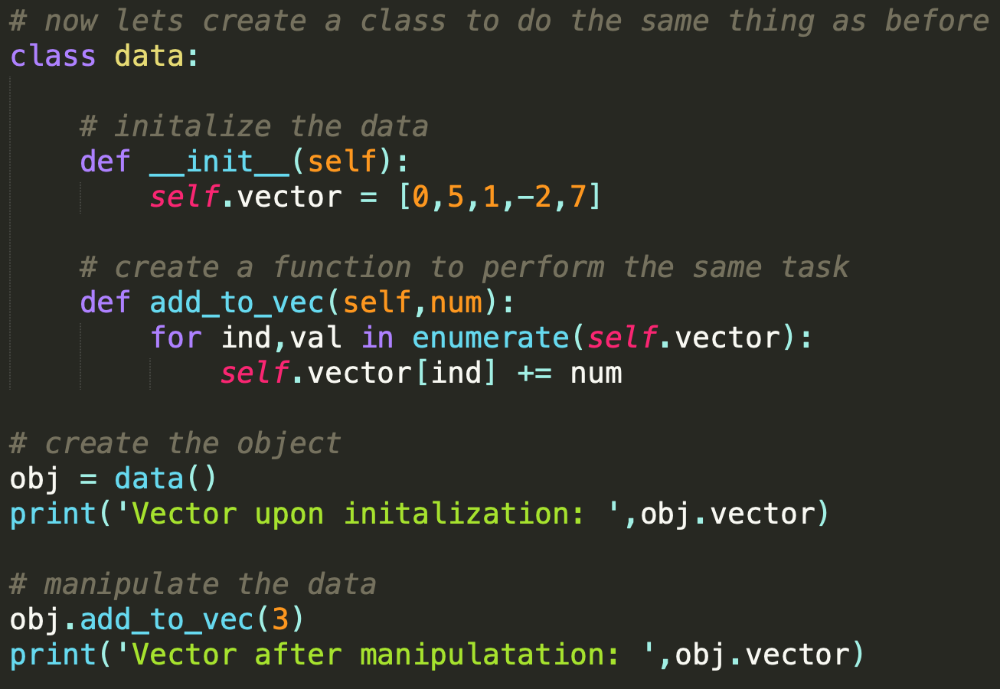 # now lets create a class to do the same thing as before
class data:
    # initalize the data
    def __init__(self):
        self.vector = [0,5,1,-2,7]
    # create a function to perform the same task
    def add_to_vec(self,num):
        for ind,val in enumerate(self.vector):
            self.vector[ind] += num
# create the object
obj = data()
print('Vector upon initalization: ',obj.vector)
# manipulate the data
obj.add_to_vec(3)
print('Vector after manipulatation: ',obj.vector)